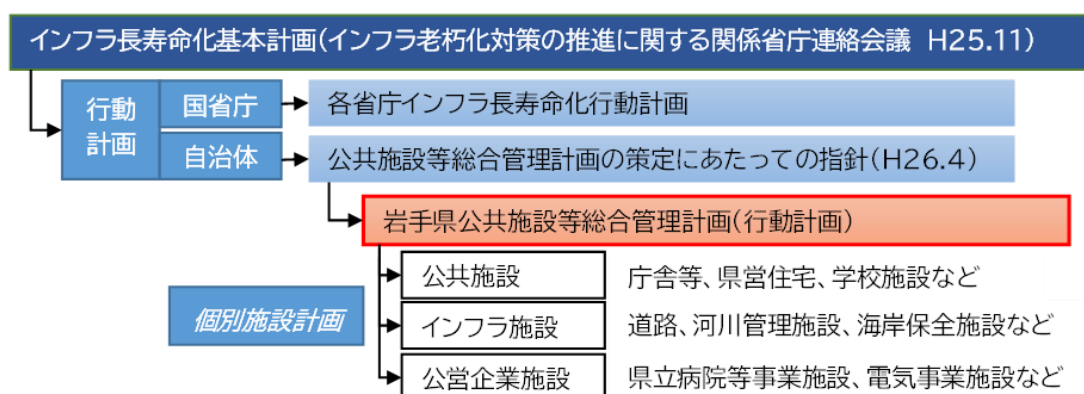 インフラ長寿命化基本計画(インフラ老朽化対策の推進に関する関係省庁連絡会議 H25.11)
行動
計画
国省庁
各省庁インフラ長寿命化行動計画
自治体
公共施設等総合管理計画の策定にあたっての指針(H26.4)
岩手県公共施設等総合管理計画(行動計画)
個別施設計画
公共施設
庁舎等、県営住宅、学校施設など
インフラ施設
道路、河川管理施設、海岸保全施設など
公営企業施設
県立病院等事業施設、電気事業施設など